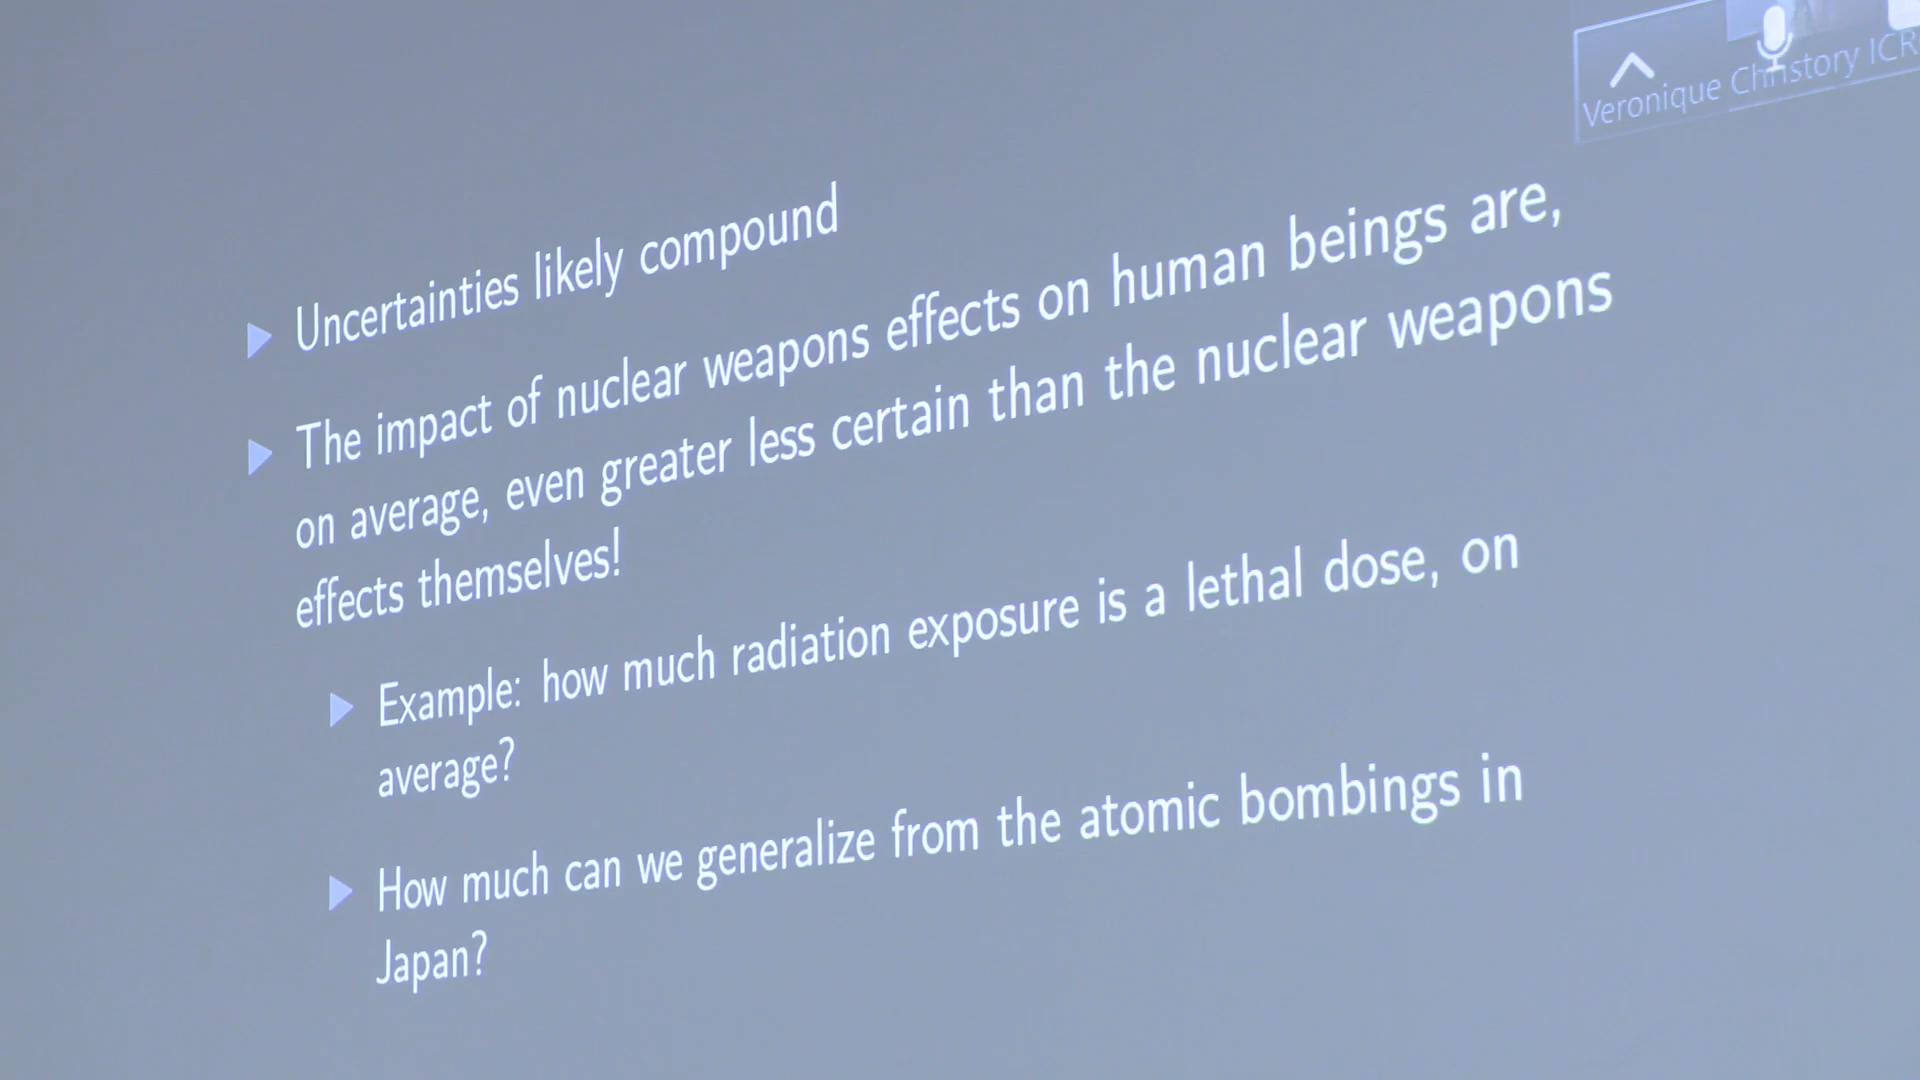 Veronique Christory ICR
Uncertainties likely compound
The impact of nuclear weapons effects on human beings are,
on average, even greater less certain than the nuclear weapons
effects themselves!
Example: how much radiation exposure is a lethal dose, on
average?
How much can we generalize from the atomic bombings in
Japan?